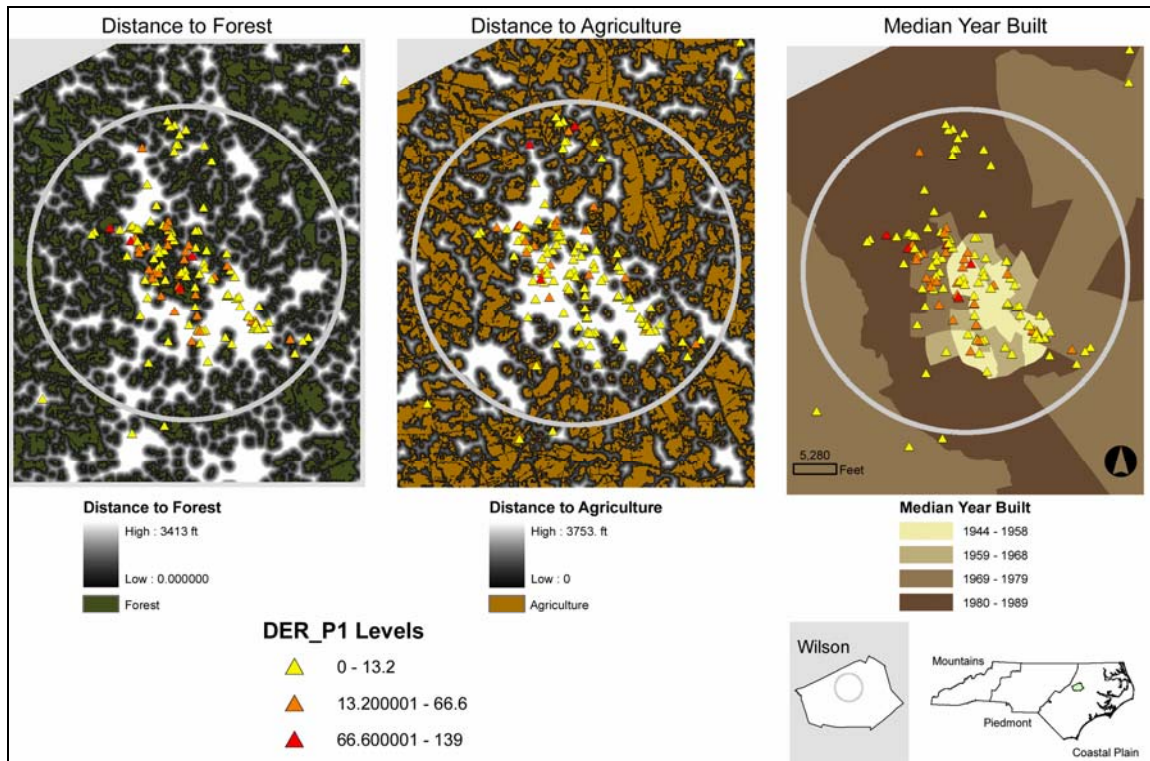 Distance to Forest
Distance to Agriculture
Median Year Built
5,280
Feet
Distance to Forest
High : 3413 ft
Low : 0.000000
Forest
Distance to Agriculture
High : 3753. ft
Low : 0
Agriculture
Median Year Built
1944 - 1958
1959 - 1968
1969 - 1979
1980 - 1989
DER_P1 Levels
0 - 13.2
13.200001 - 66.6
66.600001 - 139
Wilson
Mountains
Piedmont
Coastal Plain